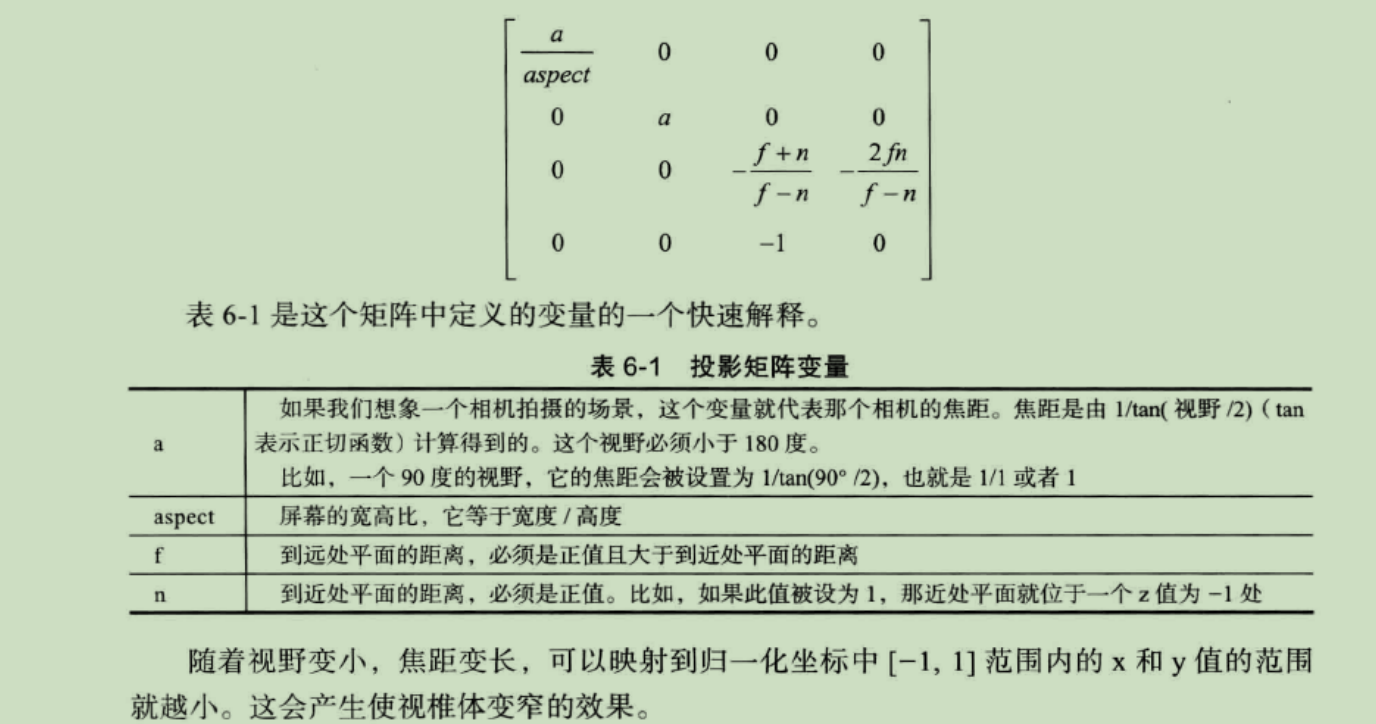 a
aspect 0 0 0
0 a 0 0
0 0 -\frac{f+n}{f-n} -\frac{2fn}{f-n}
0 0 -1 0
表 6-1 是这个矩阵中定义的变量的一个快速解释。
表 6-1 投影矩阵变量
a 如果我们想象一个相机拍摄的场景，这个变量就代表那个相机的焦距。焦距是由 1/tan( 视野 /2)（ tan
表示正切函数）计算得到的。这个视野必须小于 180 度。
比如，一个 90 度的视野，它的焦距会被设置为 1/tan(90° /2)，也就是 1/1 或者 1
aspect 屏幕的宽高比，它等于宽度 / 高度
f 到远处平面的距离，必须是正值且大于到近处平面的距离
n 到近处平面的距离，必须是正值。比如，如果此值被设为 1，那近处平面就位于一个 z 值为 −1 处
随着视野变小，焦距变长，可以映射到归一化坐标中 [−1, 1] 范围内的 x 和 y 值的范围
就越小。这会产生使视椎体变窄的效果。